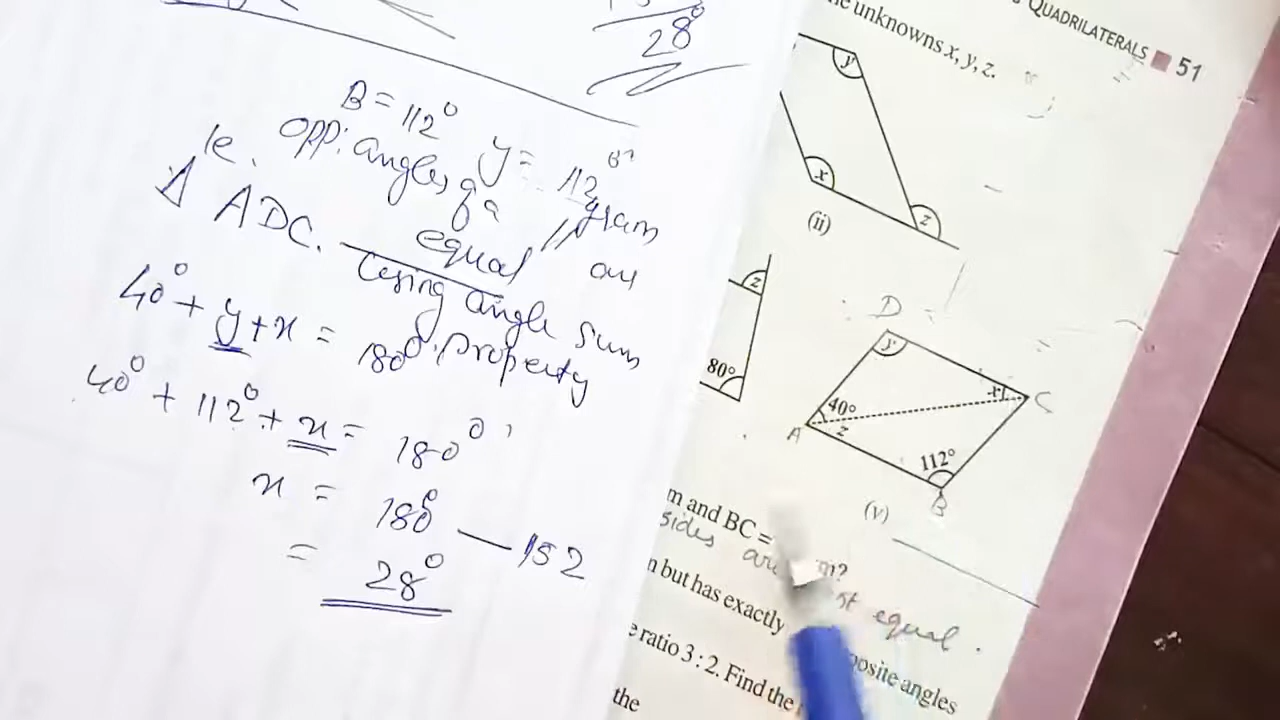 28°
B = 112° y = 112°
ie. opp: angles of a //gram
are equal
Δ ADC. using angle sum
property
40° + y + x = 180°
40° + 112° + x = 180°
x = 180° — 152
= 28°
QUADRILATERALS ■ 51
unknowns x, y, z.
y
x
z
(ii)
z
80°
D
y
x
C
40°
A
z
112°
B
(v)
m and BC =
m?
sides are
equal.
but has exactly
posite angles
ratio 3 : 2. Find the
the